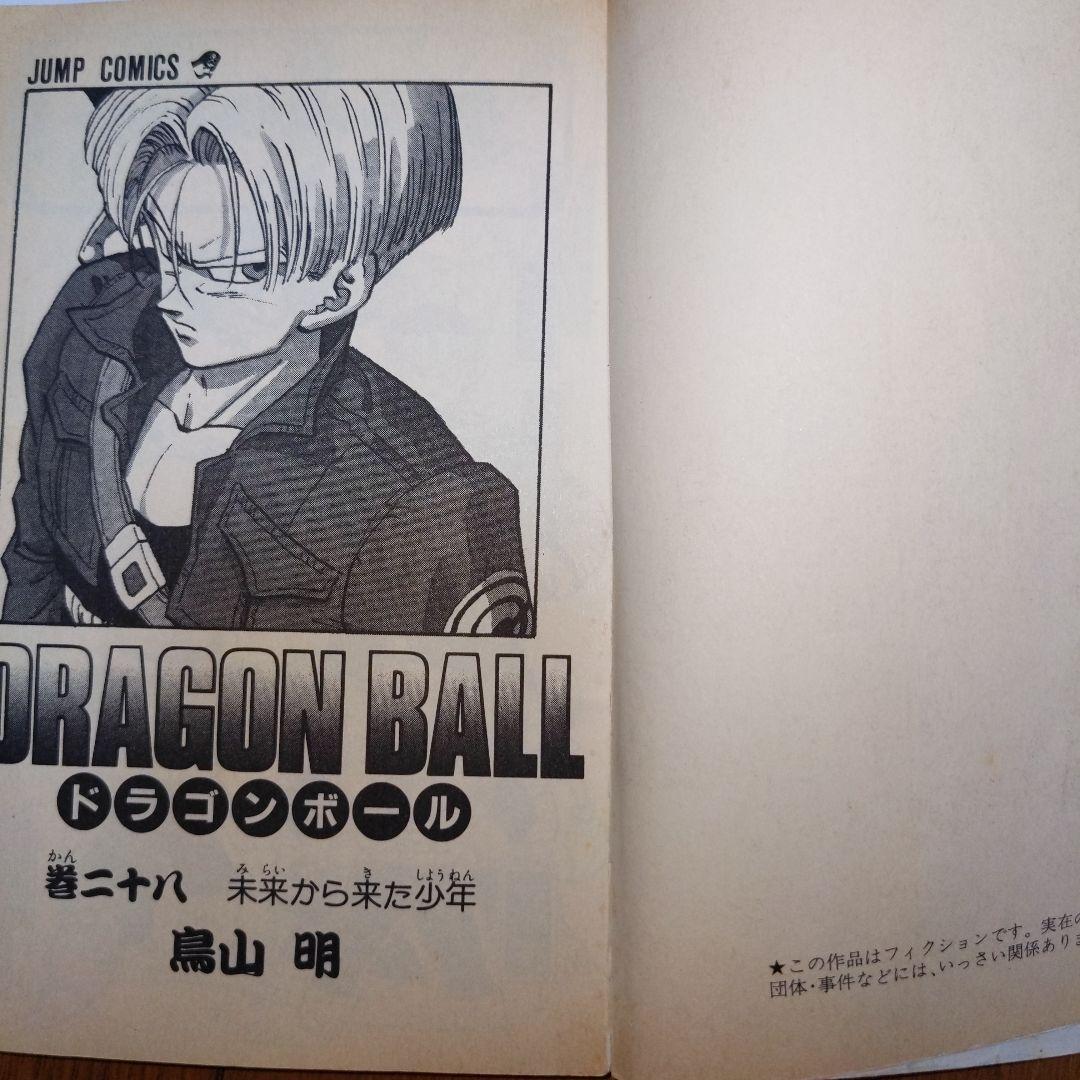 JUMP COMICS
DRAGON BALL
ドラゴンボール
かん みらい き しょうねん
巻二十八 未来から来た少年
鳥山 明
★この作品はフィクションです。実在の
団体・事件などには、いっさい関係ありま